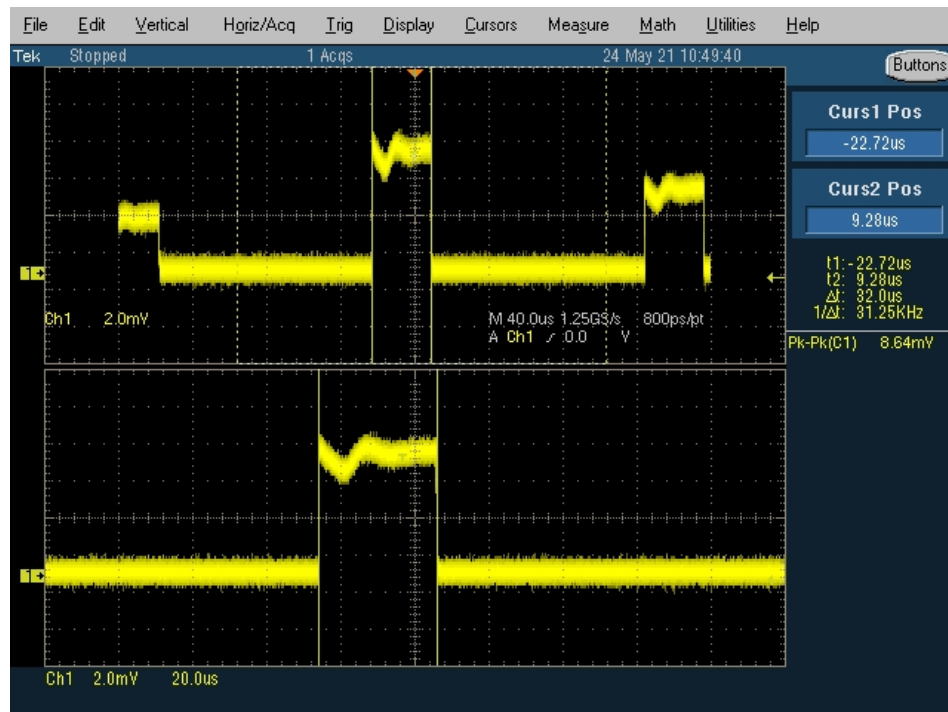 File Edit Vertical Horiz/Acq Trig Display Cursors Measure Math Utilities Help
Tek Stopped 1 Acqs 24 May 21 10:49:40
Buttons
Curs1 Pos
-22.72us
Curs2 Pos
9.28us
1
t1: -22.72us
t2: 9.28us
Δt: 32.0us
1/Δt: 31.25KHz
Ch1 2.0mV M 40.0us 1.25GS/s 800ps/pt
A Ch1 / 0.0 V
Pk-Pk(C1) 8.64mV
1
Ch1 2.0mV 20.0us